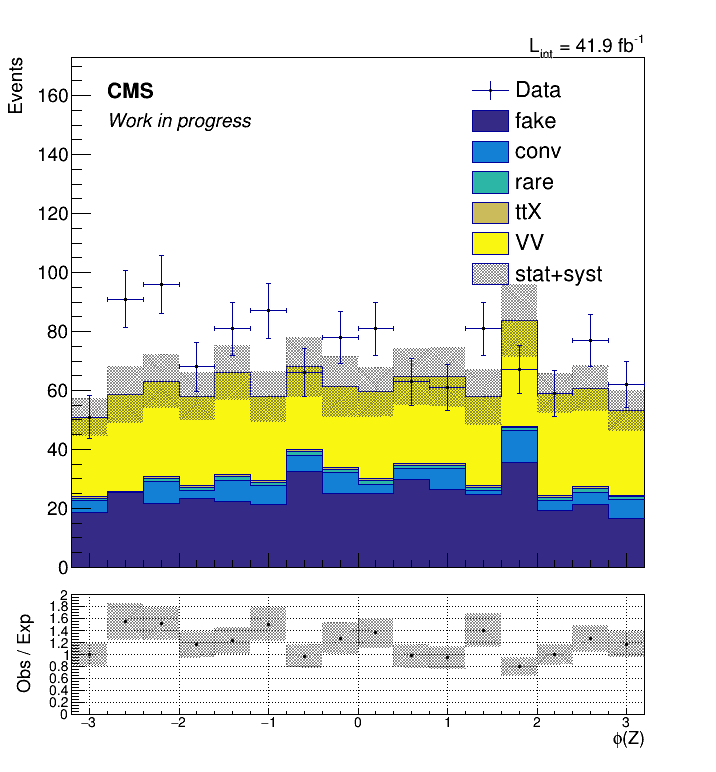 L_int = 41.9 fb^-1
Events
CMS
Work in progress
Data
fake
conv
rare
ttX
VV
stat+syst
160
140
120
100
80
60
40
20
0
Obs / Exp
2
1.8
1.6
1.4
1.2
1
0.8
0.6
0.4
0.2
0
−3 −2 −1 0 1 2 3
ϕ(Z)